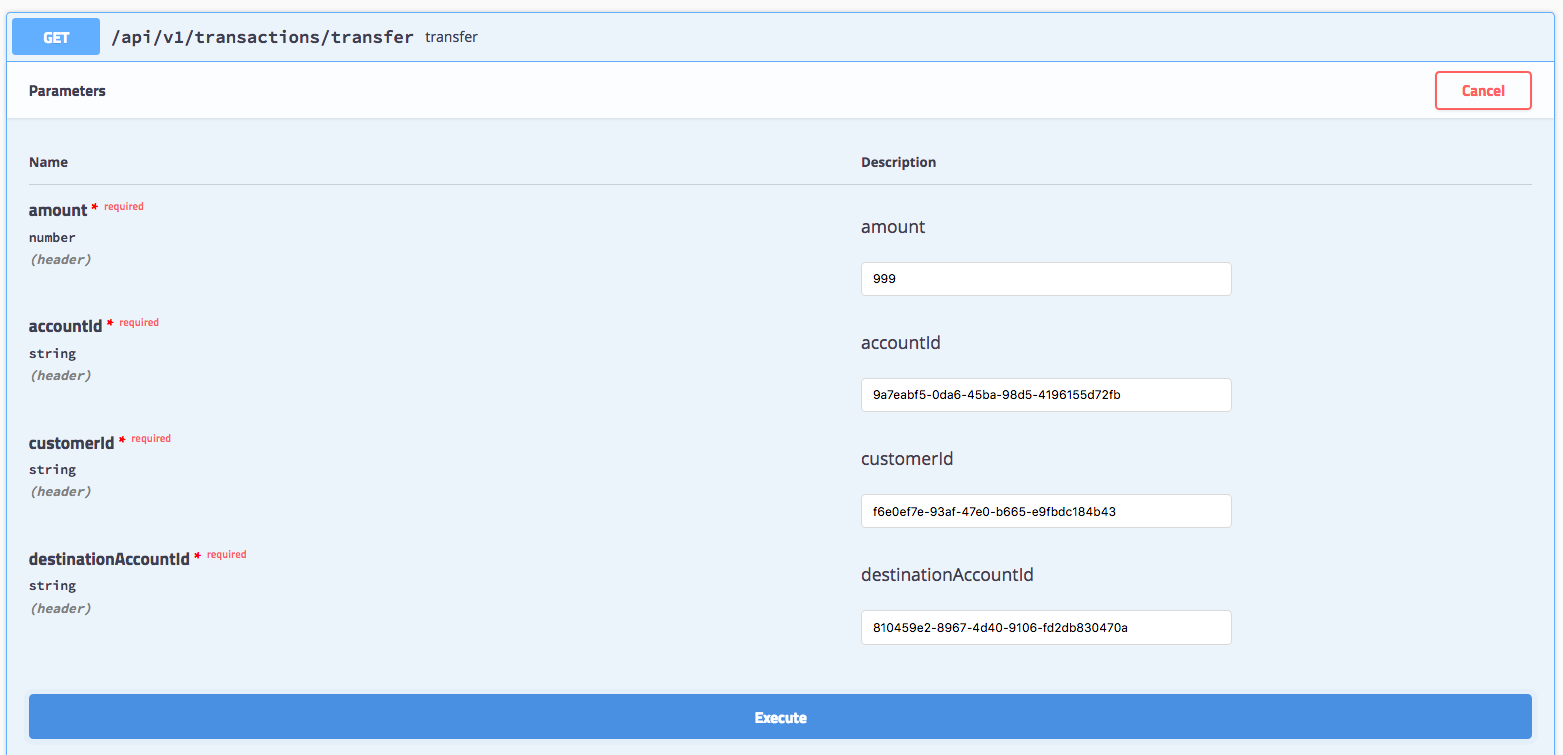 GET /api/v1/transactions/transfer transfer
Parameters Cancel
Name Description
amount * required
number
(header)
amount
999
accountId * required
string
(header)
accountId
9a7eabf5-0da6-45ba-98d5-4196155d72fb
customerId * required
string
(header)
customerId
f6e0ef7e-93af-47e0-b665-e9fbdc184b43
destinationAccountId * required
string
(header)
destinationAccountId
810459e2-8967-4d40-9106-fd2db830470a
Execute